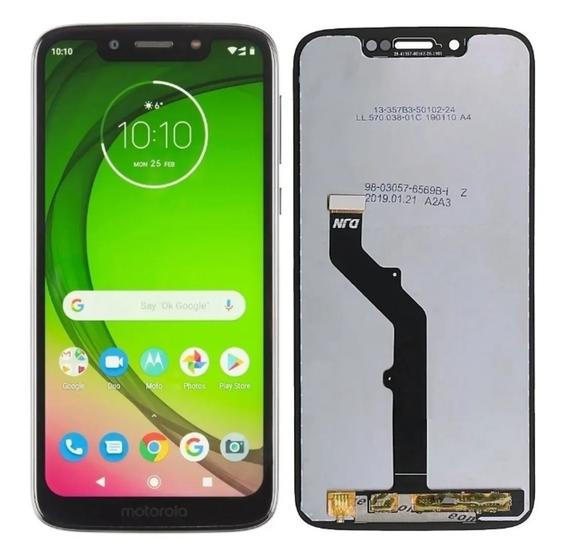 10:10
6°
10:10
MON 25 FEB
G Say "Ok Google"
Google Duo Moto Photos Play Store
G
motorola
13-357B3-50102-24
LL.570.038-01C 190110 A4
98-03057-6569B-I Z
2019.01.21 A2A3
DJN